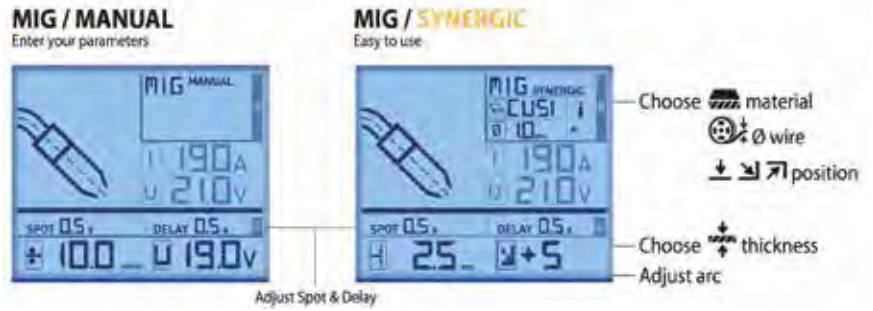 MIG / MANUAL
Enter your parameters
MIG MANUAL
I 190A
U 21.0V
SPOT 0.5s DELAY 0.5s
10.0 U 19.0V
MIG / SYNERGIC
Easy to use
MIG SYNERGIC
CUSI
Ø 1.0
I 190A
U 21.0V
SPOT 0.5s DELAY 0.5s
2.5 +5
Choose material
Ø wire
position
Choose thickness
Adjust arc
Adjust Spot & Delay